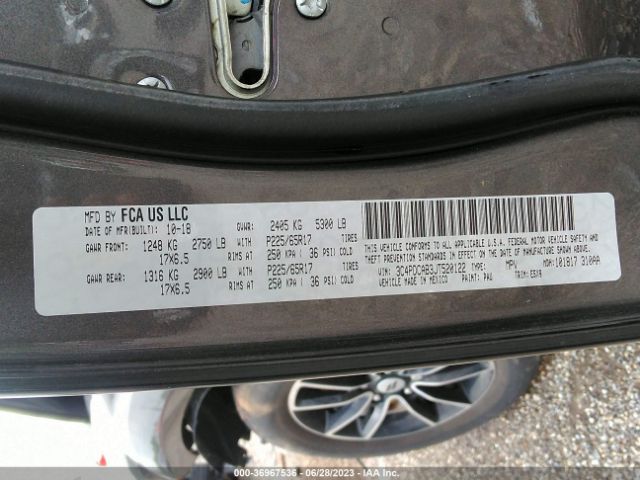 MFD BY FCA US LLC
DATE OF MFR(BUILT): 10-18 GVWR: 2405 KG 5300 LB
GAWR FRONT: 1248 KG 2750 LB WITH P225/65R17 TIRES
17X6.5 RIMS AT 250 KPA( 36 PSI) COLD
GAWR REAR: 1316 KG 2900 LB WITH P225/65R17 TIRES
17X6.5 RIMS AT 250 KPA( 36 PSI) COLD
THIS VEHICLE CONFORMS TO ALL APPLICABLE U.S.A. FEDERAL MOTOR VEHICLE SAFETY AND
THEFT PREVENTION STANDARDS IN EFFECT ON THE DATE OF MANUFACTURE SHOWN ABOVE.
VIN: 3C4PDCAB3JT520122 TYPE: MPV MDH: 101817 310AA
VEHICLE MADE IN MEXICO PAINT: PAU TRIM: E5X9
000-36967536 - 06/28/2023 - IAA Inc.